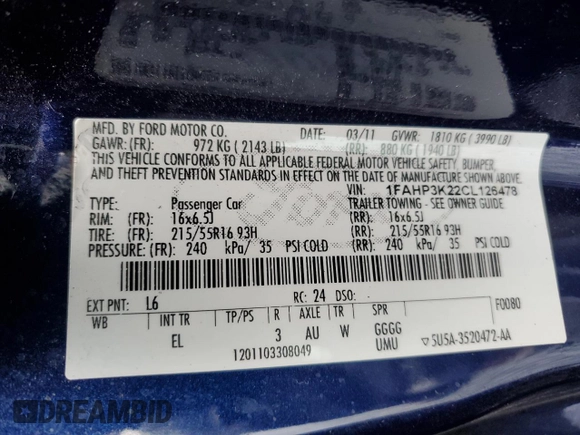 MFD. BY FORD MOTOR CO.
DATE: 03/11 GVWR: 1810 KG ( 3990 LB)
GAWR: (FR): 972 KG ( 2143 LB) (RR): 880 KG ( 1940 LB)
THIS VEHICLE CONFORMS TO ALL APPLICABLE FEDERAL MOTOR VEHICLE SAFETY, BUMPER,
AND THEFT PREVENTION STANDARDS IN EFFECT ON THE DATE OF MANUFACTURE SHOWN ABOVE.
VIN: 1FAHP3K22CL126478
TYPE: Passenger Car TRAILER TOWING - SEE OWNER GUIDE.
RIM: (FR): 16x6.5J (RR): 16x6.5J
TIRE: (FR): 215/55R16 93H (RR): 215/55R16 93H
PRESSURE: (FR): 240 kPa/ 35 PSI COLD (RR): 240 kPa/ 35 PSI COLD
EXT PNT: L6 RC: 24 DSO: F0080
WB INT TR TP/PS R AXLE TR SPR
EL 3 AU W GGGG
UMU
1201103308049
5U5A-3520472-AA
DREAMBID